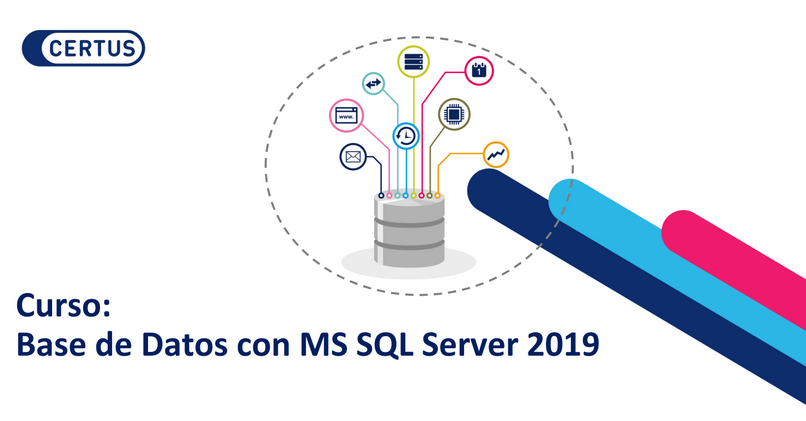 CERTUS
1
WWW.
Curso:
Base de Datos con MS SQL Server 2019